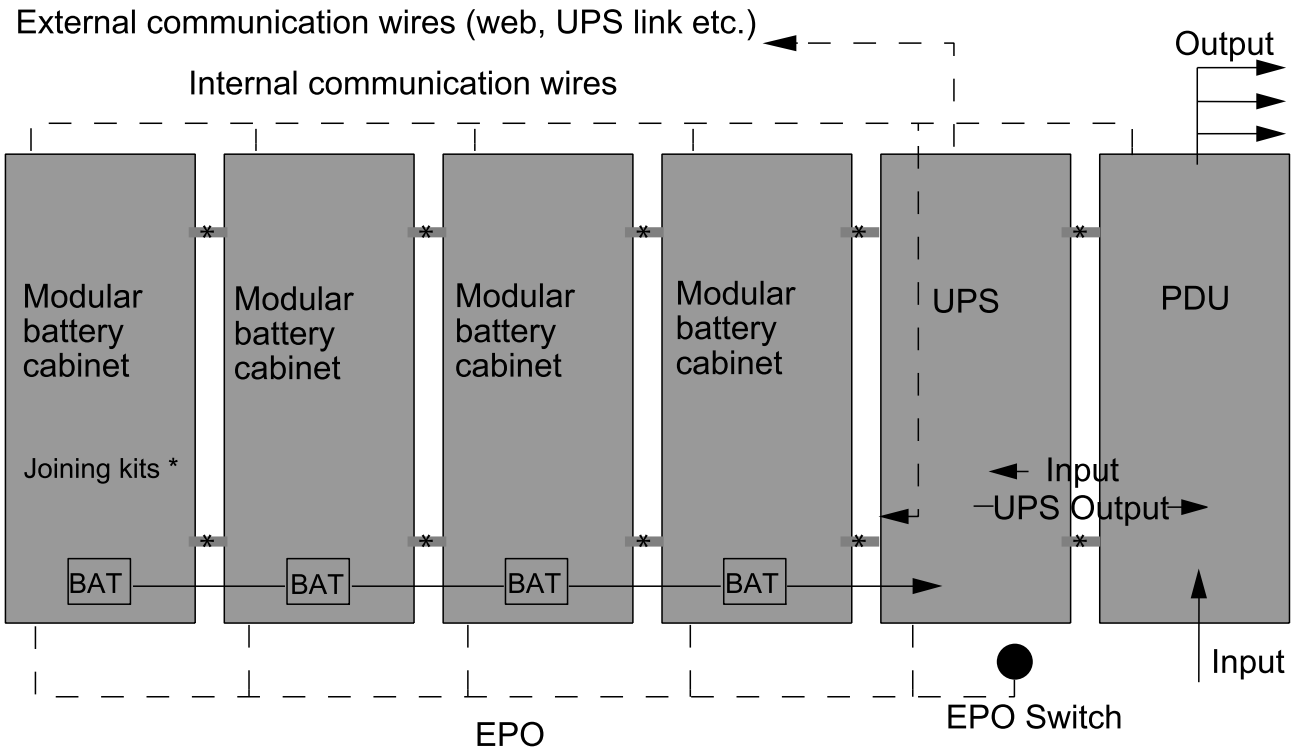 External communication wires (web, UPS link etc.)
Output
Internal communication wires
* * * * *
Modular
battery
cabinet
Modular
battery
cabinet
Modular
battery
cabinet
Modular
battery
cabinet
UPS
PDU
Joining kits *
Input
UPS Output
* * * * *
BAT
BAT
BAT
BAT
Input
EPO Switch
EPO